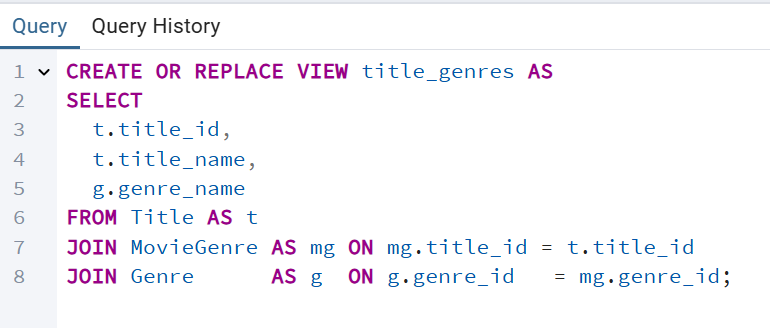 Query Query History
1 CREATE OR REPLACE VIEW title_genres AS
2 SELECT
3   t.title_id,
4   t.title_name,
5   g.genre_name
6 FROM Title AS t
7 JOIN MovieGenre AS mg ON mg.title_id = t.title_id
8 JOIN Genre      AS g  ON g.genre_id   = mg.genre_id;